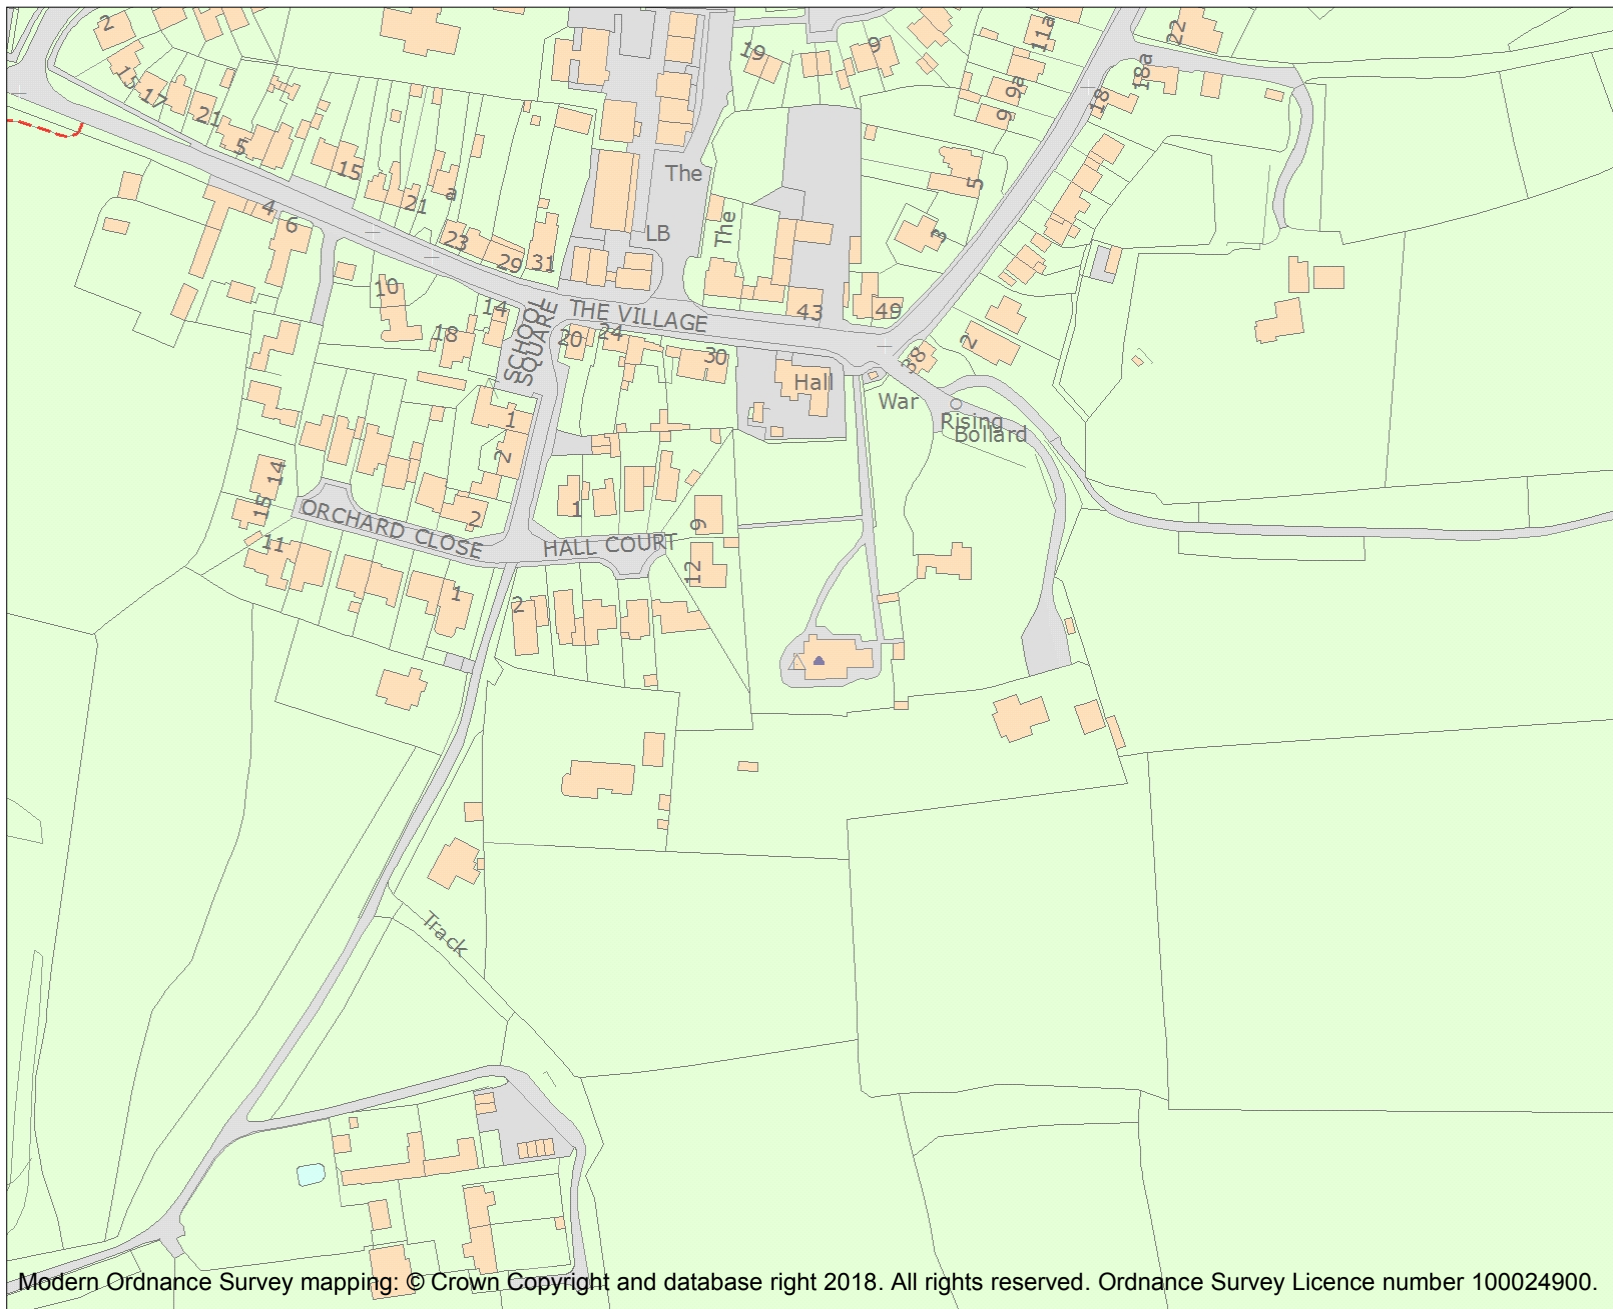 2
19
9
11a
22
18a
15
17
9a
18
21
9
5
15
The
5
a
4
21
6
The
LB
3
23
29
31
10
14
SCHOOL
SQUARE
THE VILLAGE
43
49
18
20
24
30
38
2
Hall
War
Rising
Bollard
1
2
14
15
ORCHARD CLOSE
2
1
9
HALL COURT
11
12
1
2
Track
Modern Ordnance Survey mapping: © Crown Copyright and database right 2018. All rights reserved. Ordnance Survey Licence number 100024900.